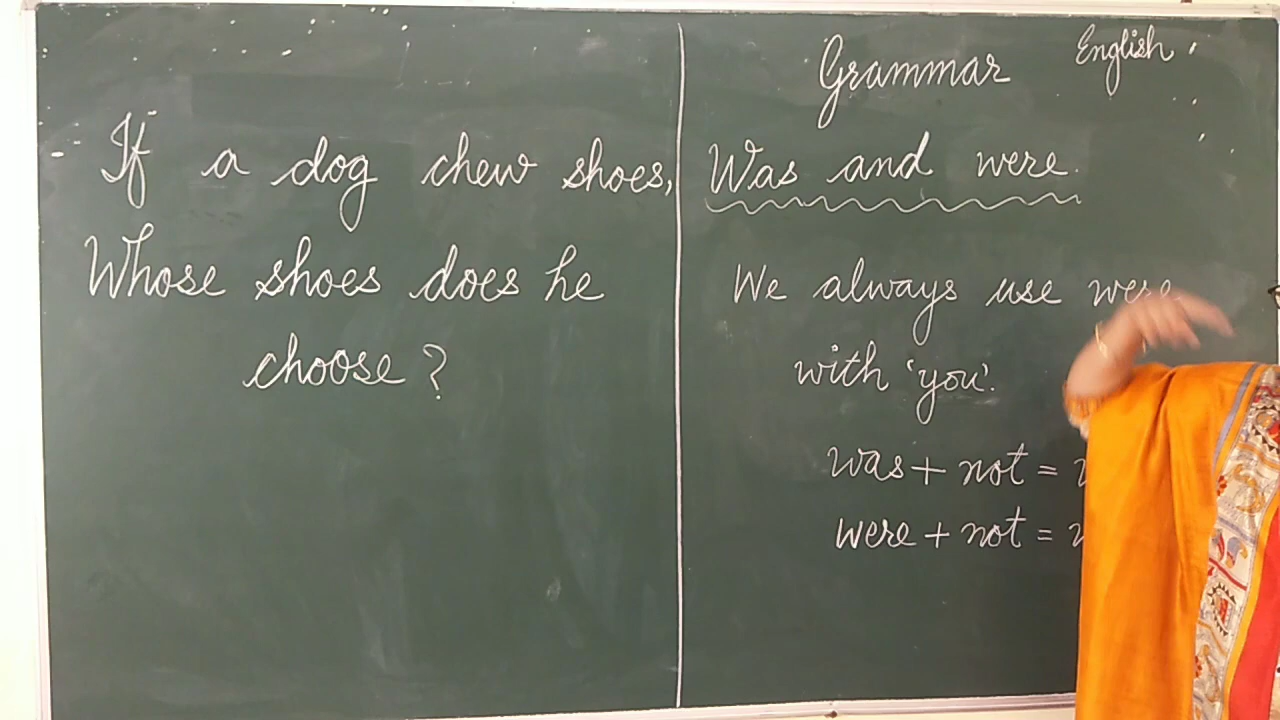 If a dog chew shoes,
Whose shoes does he
choose?
English
Grammar
Was and were.
We always use were
with 'you'.
was + not =
were + not =